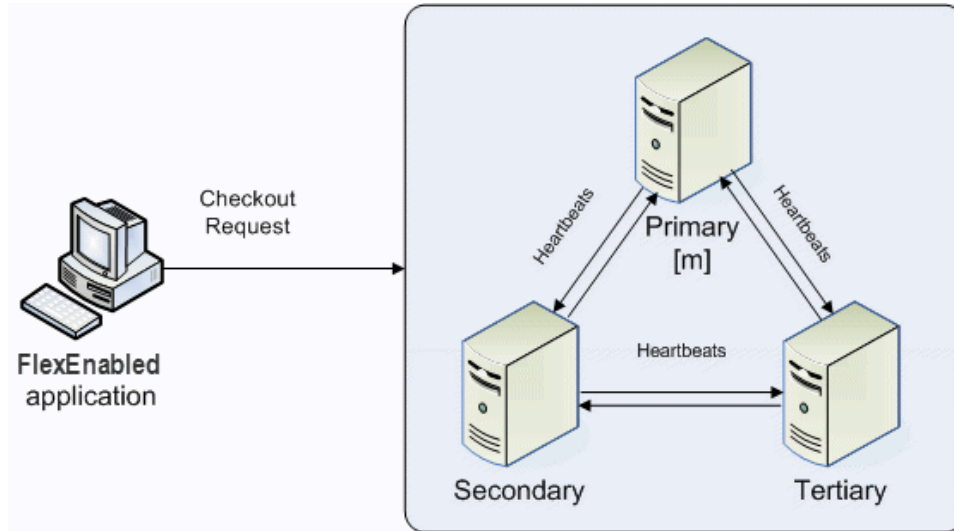 Checkout
Request
FlexEnabled
application
Heartbeats
Primary
[m]
Heartbeats
Heartbeats
Secondary
Tertiary